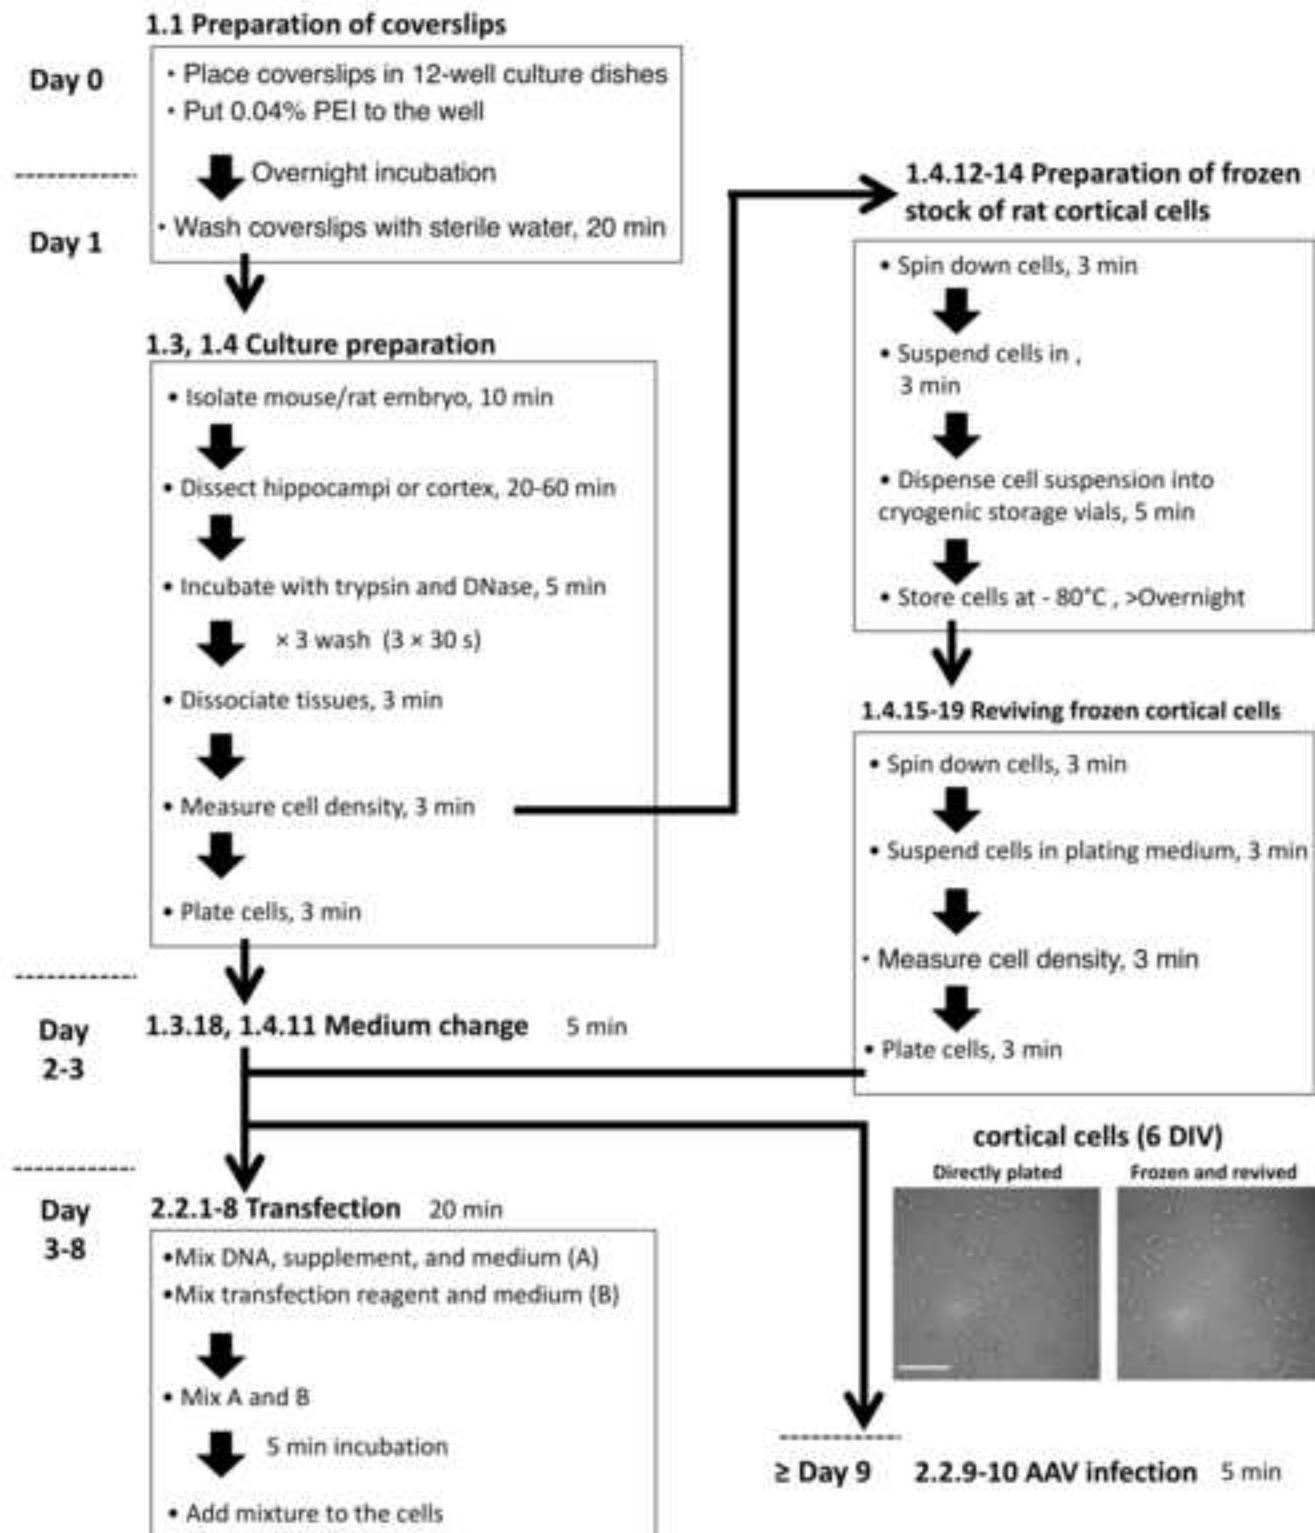 1.1 Preparation of coverslips
Day 0
• Place coverslips in 12-well culture dishes
• Put 0.04% PEI to the well
Overnight incubation
Day 1
• Wash coverslips with sterile water, 20 min
1.3, 1.4 Culture preparation
• Isolate mouse/rat embryo, 10 min
• Dissect hippocampi or cortex, 20-60 min
• Incubate with trypsin and DNase, 5 min
× 3 wash (3 × 30 s)
• Dissociate tissues, 3 min
• Measure cell density, 3 min
• Plate cells, 3 min
1.4.12-14 Preparation of frozen
stock of rat cortical cells
• Spin down cells, 3 min
• Suspend cells in ,
3 min
• Dispense cell suspension into
cryogenic storage vials, 5 min
• Store cells at - 80°C , >Overnight
1.4.15-19 Reviving frozen cortical cells
• Spin down cells, 3 min
• Suspend cells in plating medium, 3 min
• Measure cell density, 3 min
• Plate cells, 3 min
Day
2-3
1.3.18, 1.4.11 Medium change 5 min
cortical cells (6 DIV)
Directly plated
Frozen and revived
Day
3-8
2.2.1-8 Transfection 20 min
•Mix DNA, supplement, and medium (A)
•Mix transfection reagent and medium (B)
• Mix A and B
5 min incubation
• Add mixture to the cells
≥ Day 9
2.2.9-10 AAV infection 5 min